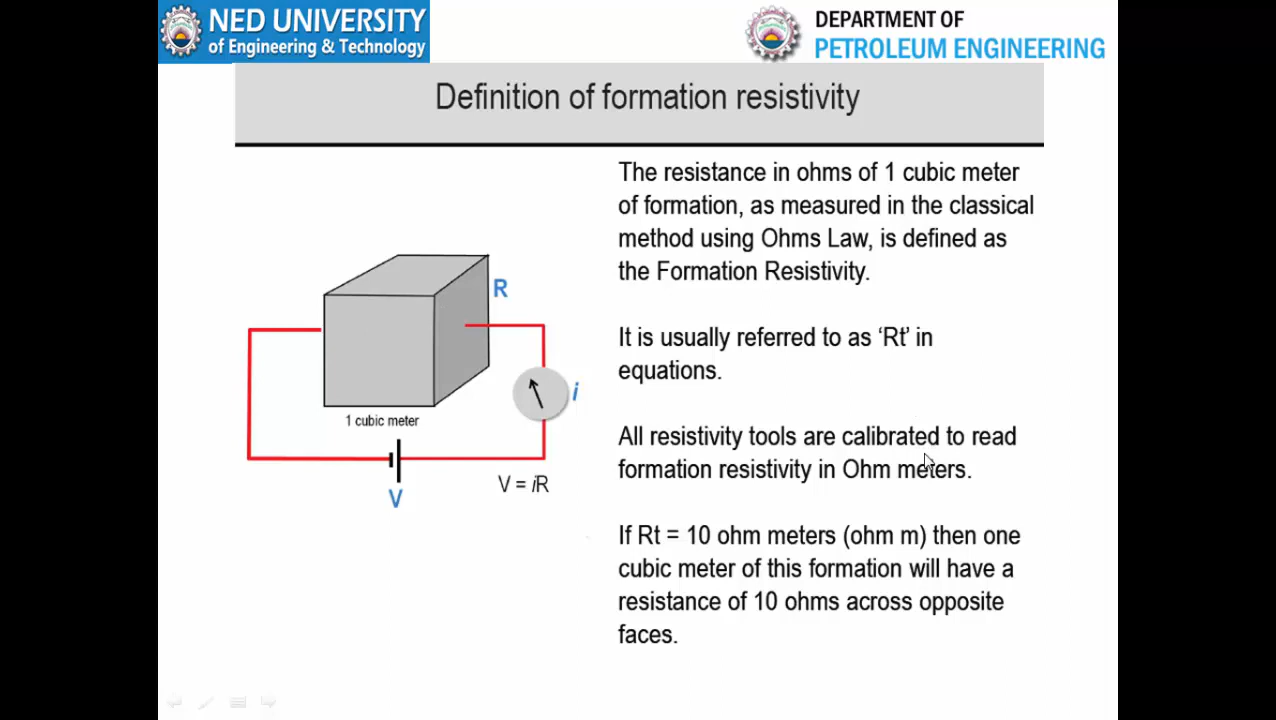 NED UNIVERSITY
of Engineering & Technology
DEPARTMENT OF
PETROLEUM ENGINEERING
Definition of formation resistivity
R
i
1 cubic meter
V = iR
V
The resistance in ohms of 1 cubic meter
of formation, as measured in the classical
method using Ohms Law, is defined as
the Formation Resistivity.
It is usually referred to as ‘Rt’ in
equations.
All resistivity tools are calibrated to read
formation resistivity in Ohm meters.
If Rt = 10 ohm meters (ohm m) then one
cubic meter of this formation will have a
resistance of 10 ohms across opposite
faces.